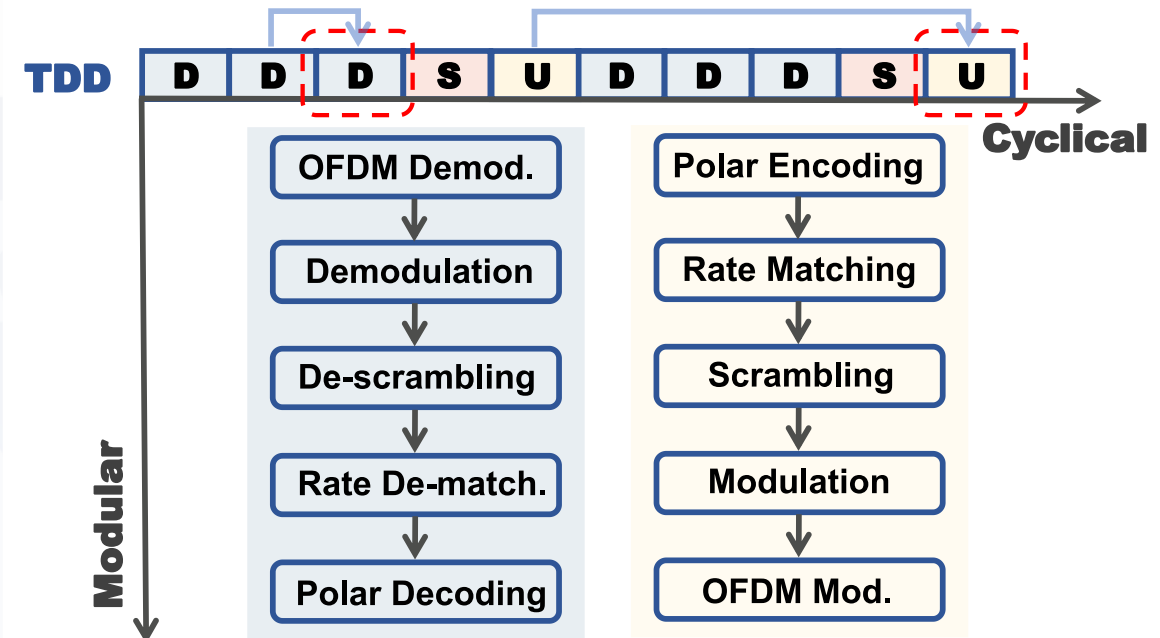 TDD D D D S U D D D S U
Cyclical
OFDM Demod.
Demodulation
De-scrambling
Rate De-match.
Polar Decoding
Polar Encoding
Rate Matching
Scrambling
Modulation
OFDM Mod.
Modular